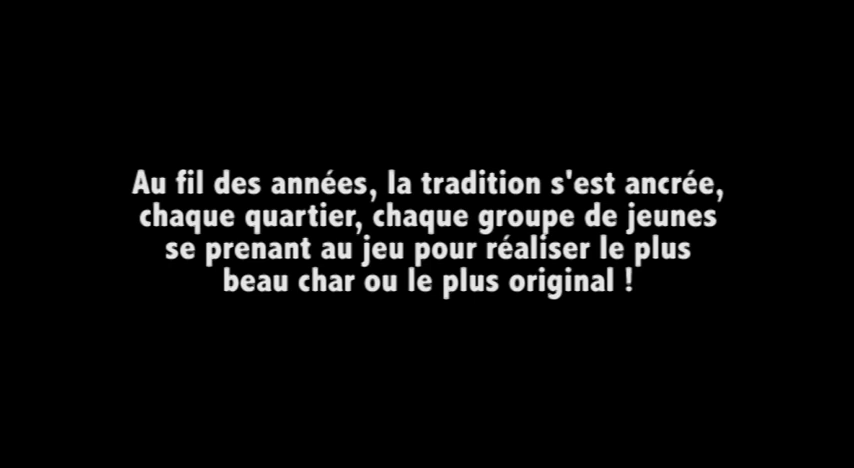 Au fil des années, la tradition s'est ancrée,
chaque quartier, chaque groupe de jeunes
se prenant au jeu pour réaliser le plus
beau char ou le plus original !